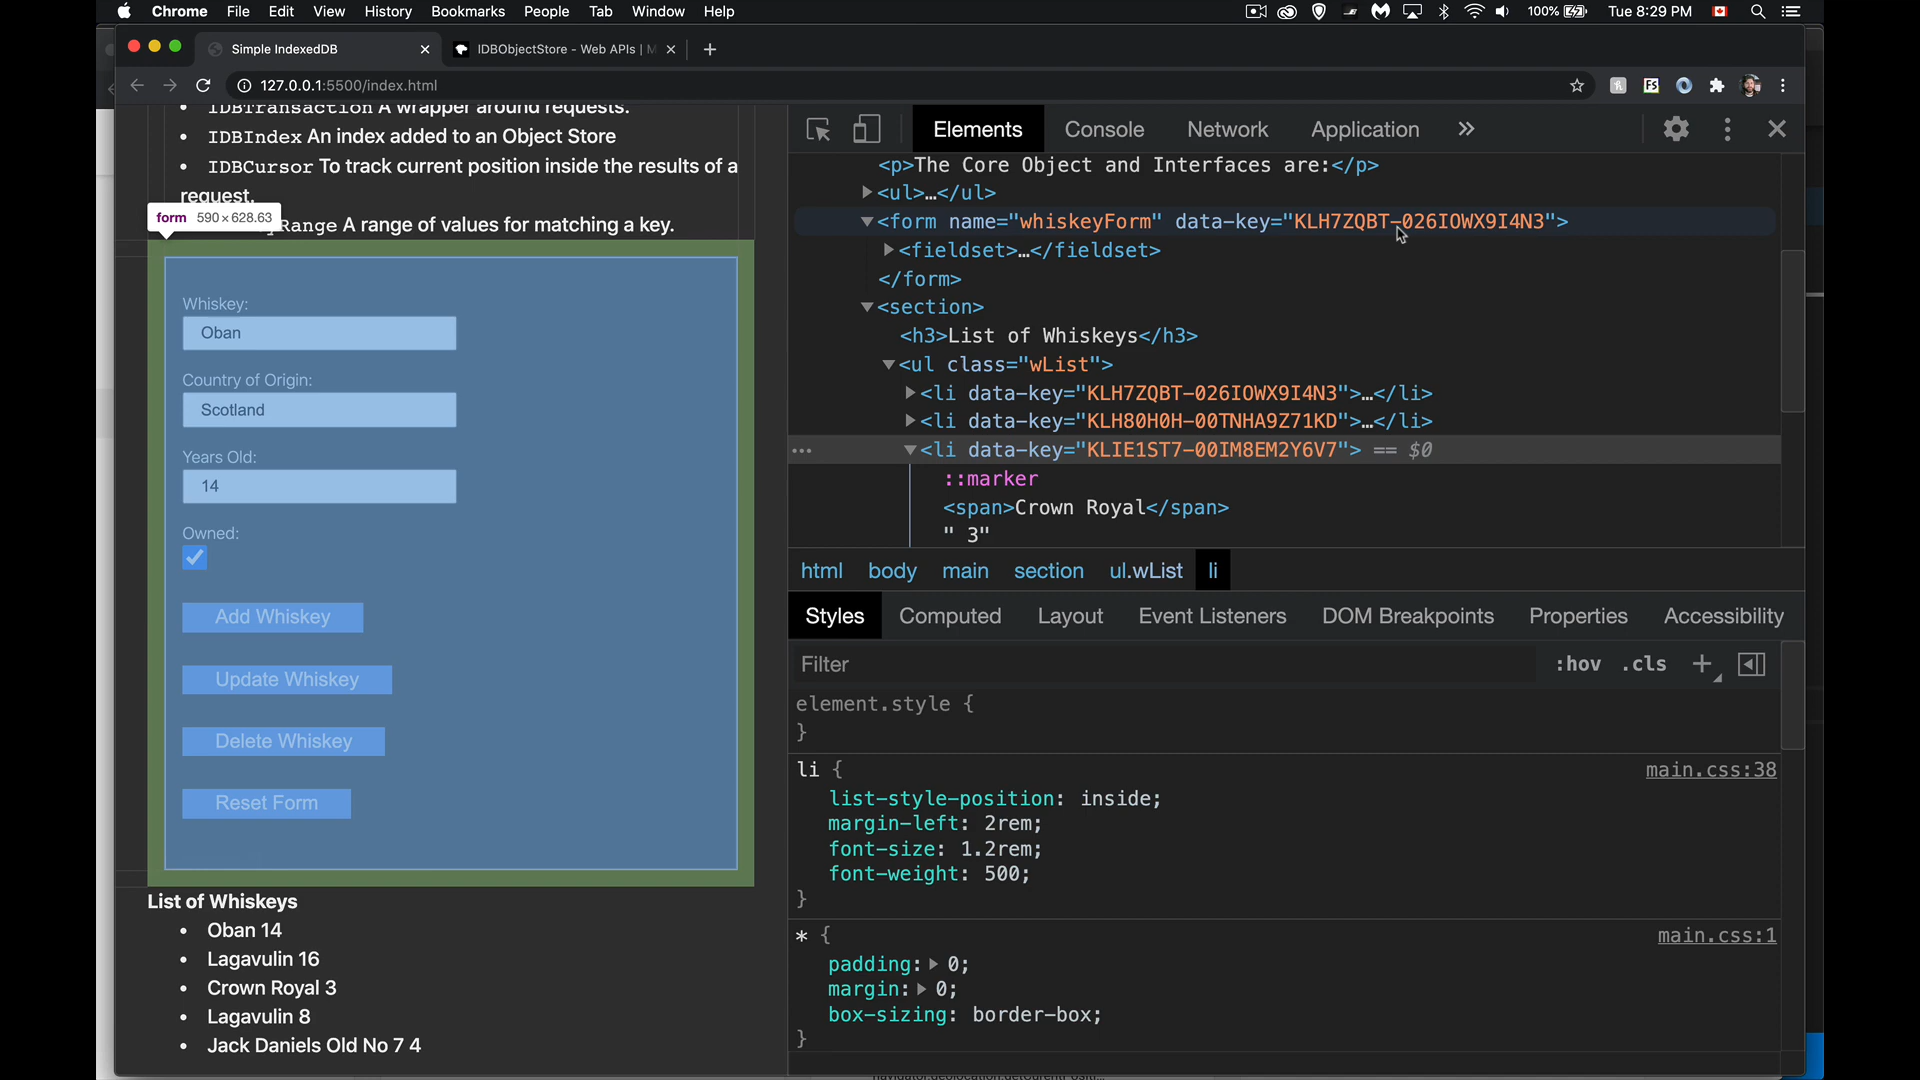 Chrome File Edit View History Bookmarks People Tab Window Help 100% Tue 8:29 PM
Simple IndexedDB IDBObjectStore - Web APIs | M
127.0.0.1:5500/index.html
IDBTransaction A wrapper around requests.
IDBIndex An index added to an Object Store
IDBCursor To track current position inside the results of a
request.
form 590×628.63
Range A range of values for matching a key.
Whiskey:
Oban
Country of Origin:
Scotland
Years Old:
14
Owned:
Add Whiskey
Update Whiskey
Delete Whiskey
Reset Form
List of Whiskeys
Oban 14
Lagavulin 16
Crown Royal 3
Lagavulin 8
Jack Daniels Old No 7 4
Elements Console Network Application »
<p>The Core Object and Interfaces are:</p>
<ul>…</ul>
<form name="whiskeyForm" data-key="KLH7ZQBT-026IOWX9I4N3">
<fieldset>…</fieldset>
</form>
<section>
<h3>List of Whiskeys</h3>
<ul class="wList">
<li data-key="KLH7ZQBT-026IOWX9I4N3">…</li>
<li data-key="KLH80H0H-00TNHA9Z71KD">…</li>
<li data-key="KLIE1ST7-00IM8EM2Y6V7"> == $0
::marker
<span>Crown Royal</span>
" 3"
html body main section ul.wList li
Styles Computed Layout Event Listeners DOM Breakpoints Properties Accessibility
Filter :hov .cls +
element.style {
}
li { main.css:38
list-style-position: inside;
margin-left: 2rem;
font-size: 1.2rem;
font-weight: 500;
}
* { main.css:1
padding: 0;
margin: 0;
box-sizing: border-box;
}